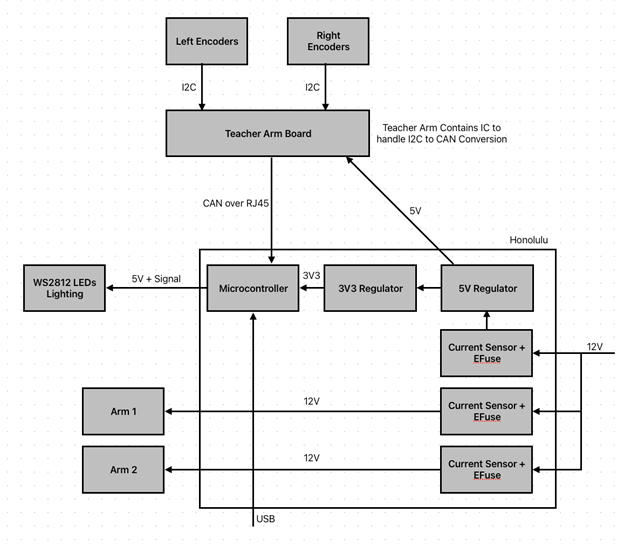 Left Encoders
Right
Encoders
I2C
I2C
Teacher Arm Board
Teacher Arm Contains IC to
handle I2C to CAN Conversion
CAN over RJ45
5V
Honolulu
WS2812 LEDs
Lighting
5V + Signal
Microcontroller
3V3
3V3 Regulator
5V Regulator
Current Sensor +
EFuse
12V
Arm 1
12V
Current Sensor +
EFuse
Arm 2
12V
Current Sensor +
EFuse
USB